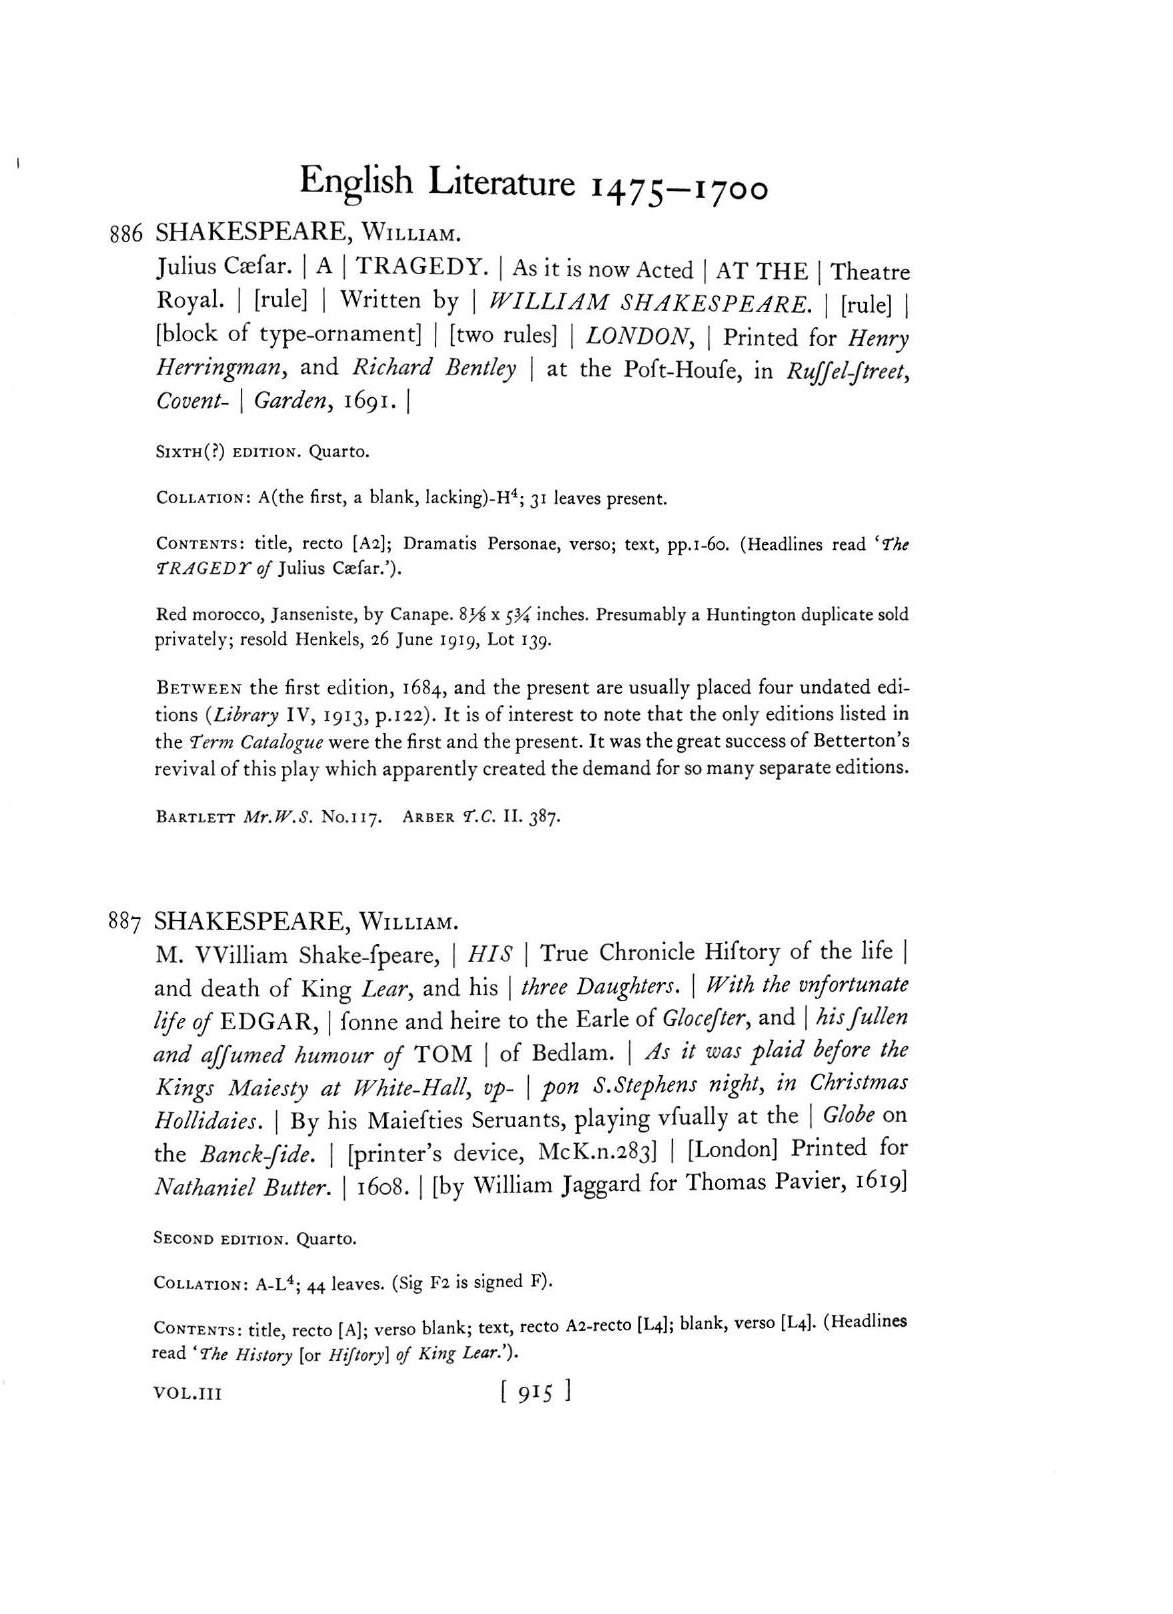 English Literature 1475–1700
886 SHAKESPEARE, WILLIAM.
Julius Cæſar. | A | TRAGEDY. | As it is now Acted | AT THE | Theatre
Royal. | [rule] | Written by | WILLIAM SHAKESPEARE. | [rule] |
[block of type-ornament] | [two rules] | LONDON, | Printed for Henry
Herringman, and Richard Bentley | at the Poſt-Houſe, in Ruſſel-ſtreet,
Covent- | Garden, 1691. |
SIXTH(?) EDITION. Quarto.
COLLATION: A(the first, a blank, lacking)-H⁴; 31 leaves present.
CONTENTS: title, recto [A2]; Dramatis Personae, verso; text, pp.1-60. (Headlines read ‘The
TRAGEDY of Julius Cæſar.’).
Red morocco, Janseniste, by Canape. 8⅛ x 5¾ inches. Presumably a Huntington duplicate sold
privately; resold Henkels, 26 June 1919, Lot 139.
BETWEEN the first edition, 1684, and the present are usually placed four undated edi-
tions (Library IV, 1913, p.122). It is of interest to note that the only editions listed in
the Term Catalogue were the first and the present. It was the great success of Betterton’s
revival of this play which apparently created the demand for so many separate editions.
BARTLETT Mr.W.S. No.117. ARBER T.C. II. 387.
887 SHAKESPEARE, WILLIAM.
M. VVilliam Shake-ſpeare, | HIS | True Chronicle Hiſtory of the life |
and death of King Lear, and his | three Daughters. | With the vnfortunate
life of EDGAR, | ſonne and heire to the Earle of Gloceſter, and | his ſullen
and aſſumed humour of TOM | of Bedlam. | As it was plaid before the
Kings Maiesty at White-Hall, vp- | pon S.Stephens night, in Christmas
Hollidaies. | By his Maieſties Seruants, playing vſually at the | Globe on
the Banck-ſide. | [printer’s device, McK.n.283] | [London] Printed for
Nathaniel Butter. | 1608. | [by William Jaggard for Thomas Pavier, 1619]
SECOND EDITION. Quarto.
COLLATION: A-L⁴; 44 leaves. (Sig F2 is signed F).
CONTENTS: title, recto [A]; verso blank; text, recto A2-recto [L4]; blank, verso [L4]. (Headlines
read ‘The History [or Hiſtory] of King Lear.’).
VOL.III [ 915 ]